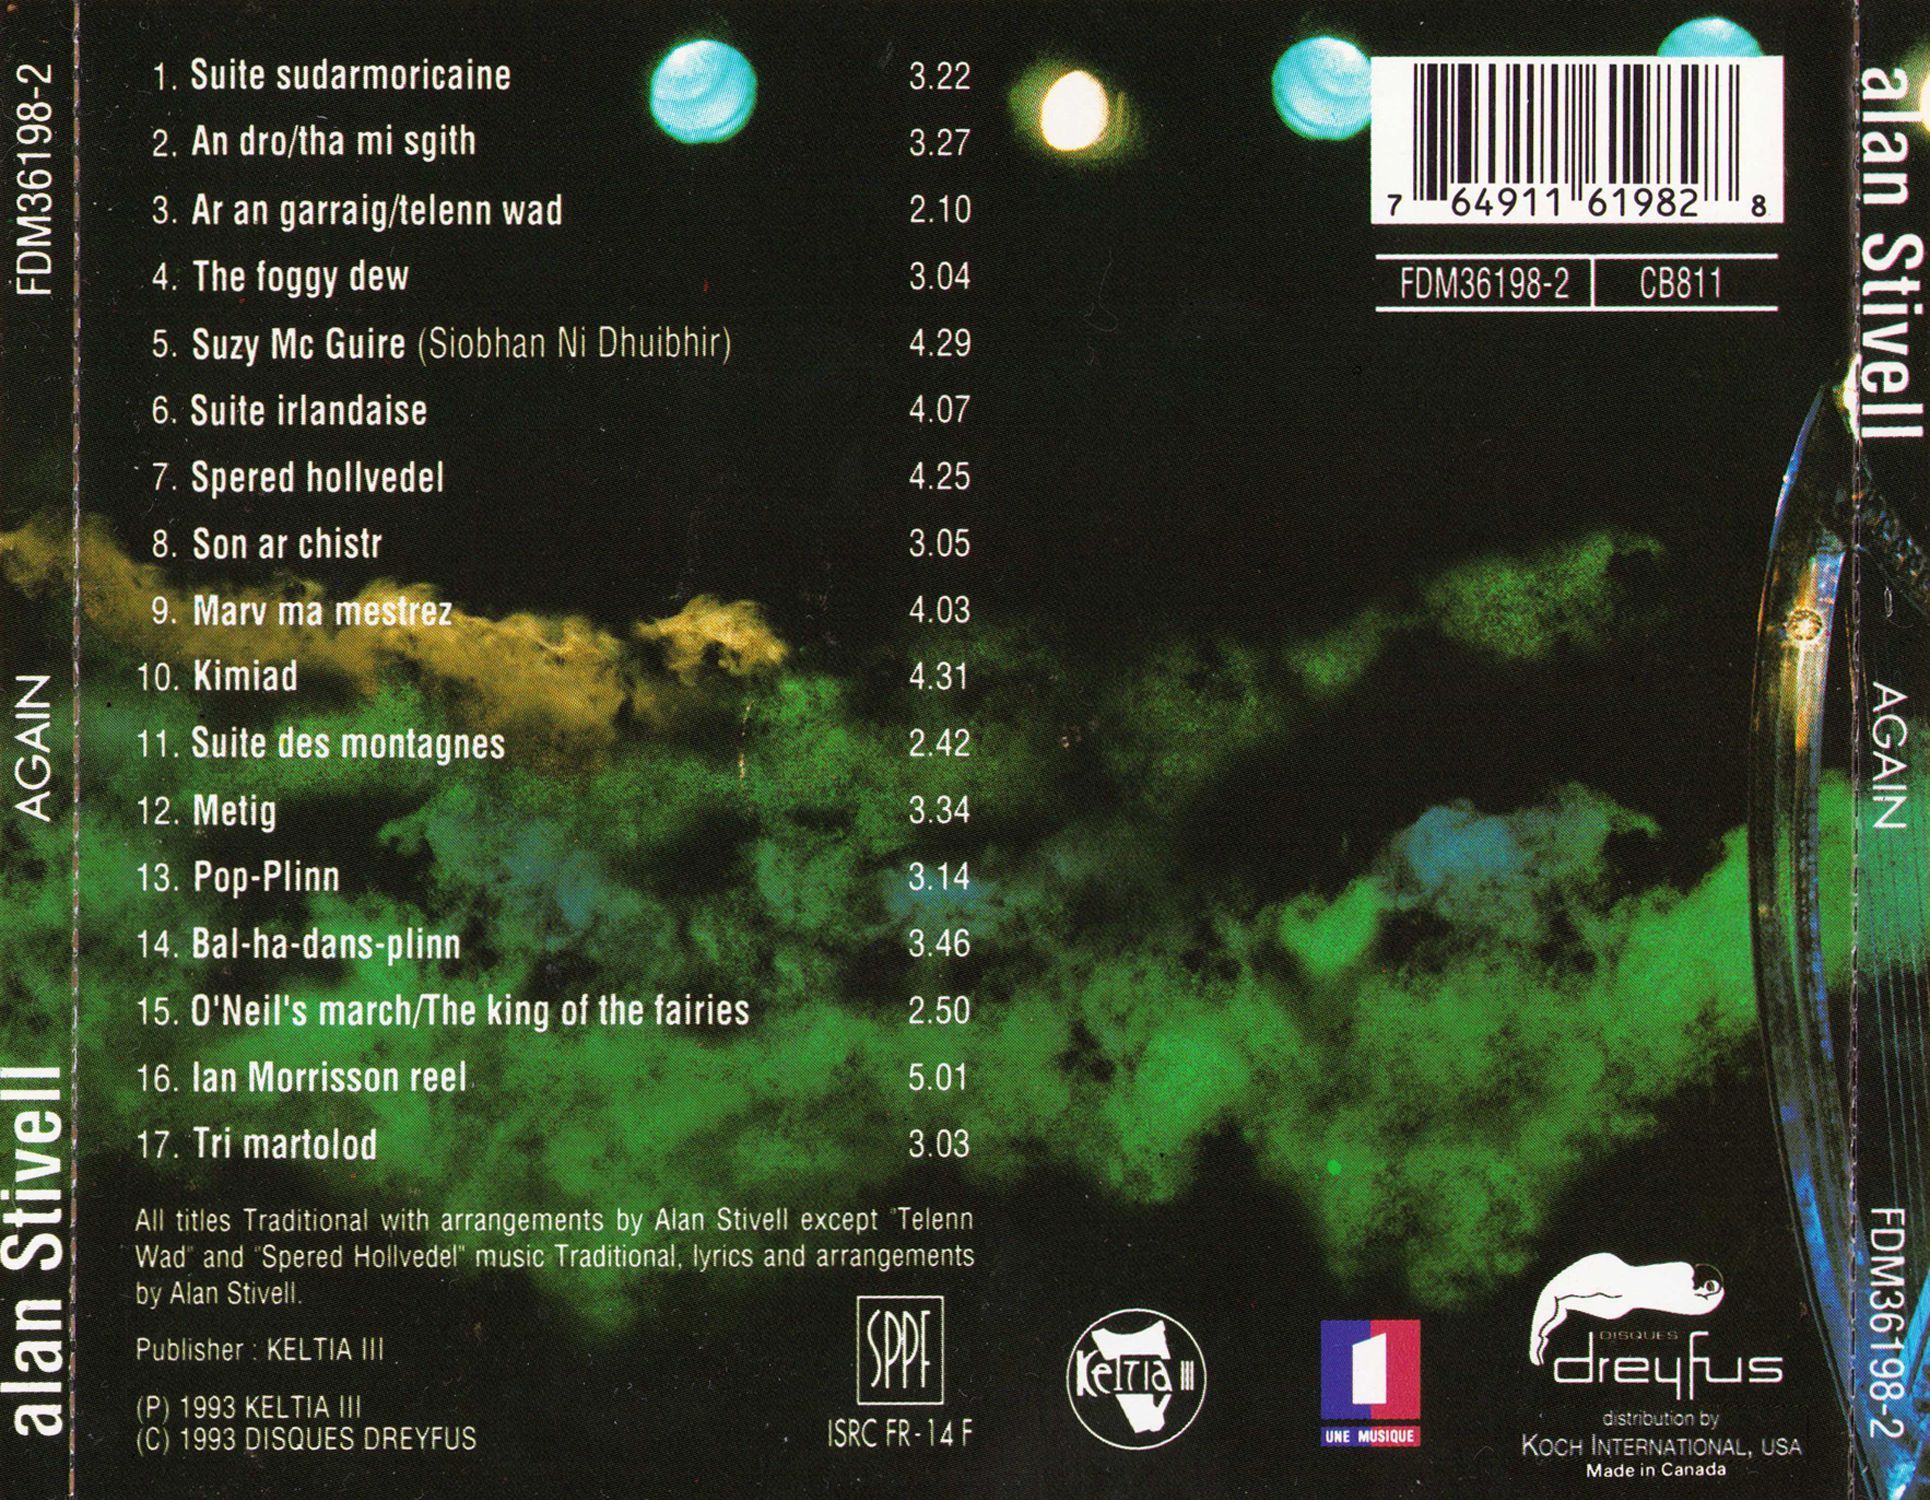 FDM36198-2
AGAIN
alan Stivell
1. Suite sudarmoricaine 3.22
2. An dro/tha mi sgith 3.27
3. Ar an garraig/telenn wad 2.10
4. The foggy dew 3.04
5. Suzy Mc Guire (Siobhan Ni Dhuibhir) 4.29
6. Suite irlandaise 4.07
7. Spered hollvedel 4.25
8. Son ar chistr 3.05
9. Marv ma mestrez 4.03
10. Kimiad 4.31
11. Suite des montagnes 2.42
12. Metig 3.34
13. Pop-Plinn 3.14
14. Bal-ha-dans-plinn 3.46
15. O'Neil's march/The king of the fairies 2.50
16. Ian Morrisson reel 5.01
17. Tri martolod 3.03
All titles Traditional with arrangements by Alan Stivell except "Telenn
Wad" and "Spered Hollvedel" music Traditional, lyrics and arrangements
by Alan Stivell.
Publisher : KELTIA III
(P) 1993 KELTIA III
(C) 1993 DISQUES DREYFUS
SPPF
ISRC FR-14 F
KELTIA III
1
UNE MUSIQUE
DISQUES
dreyfus
distribution by
KOCH INTERNATIONAL, USA
Made in Canada
7 64911 61982 8
FDM36198-2 CB811
alan Stivell
AGAIN
FDM36198-2